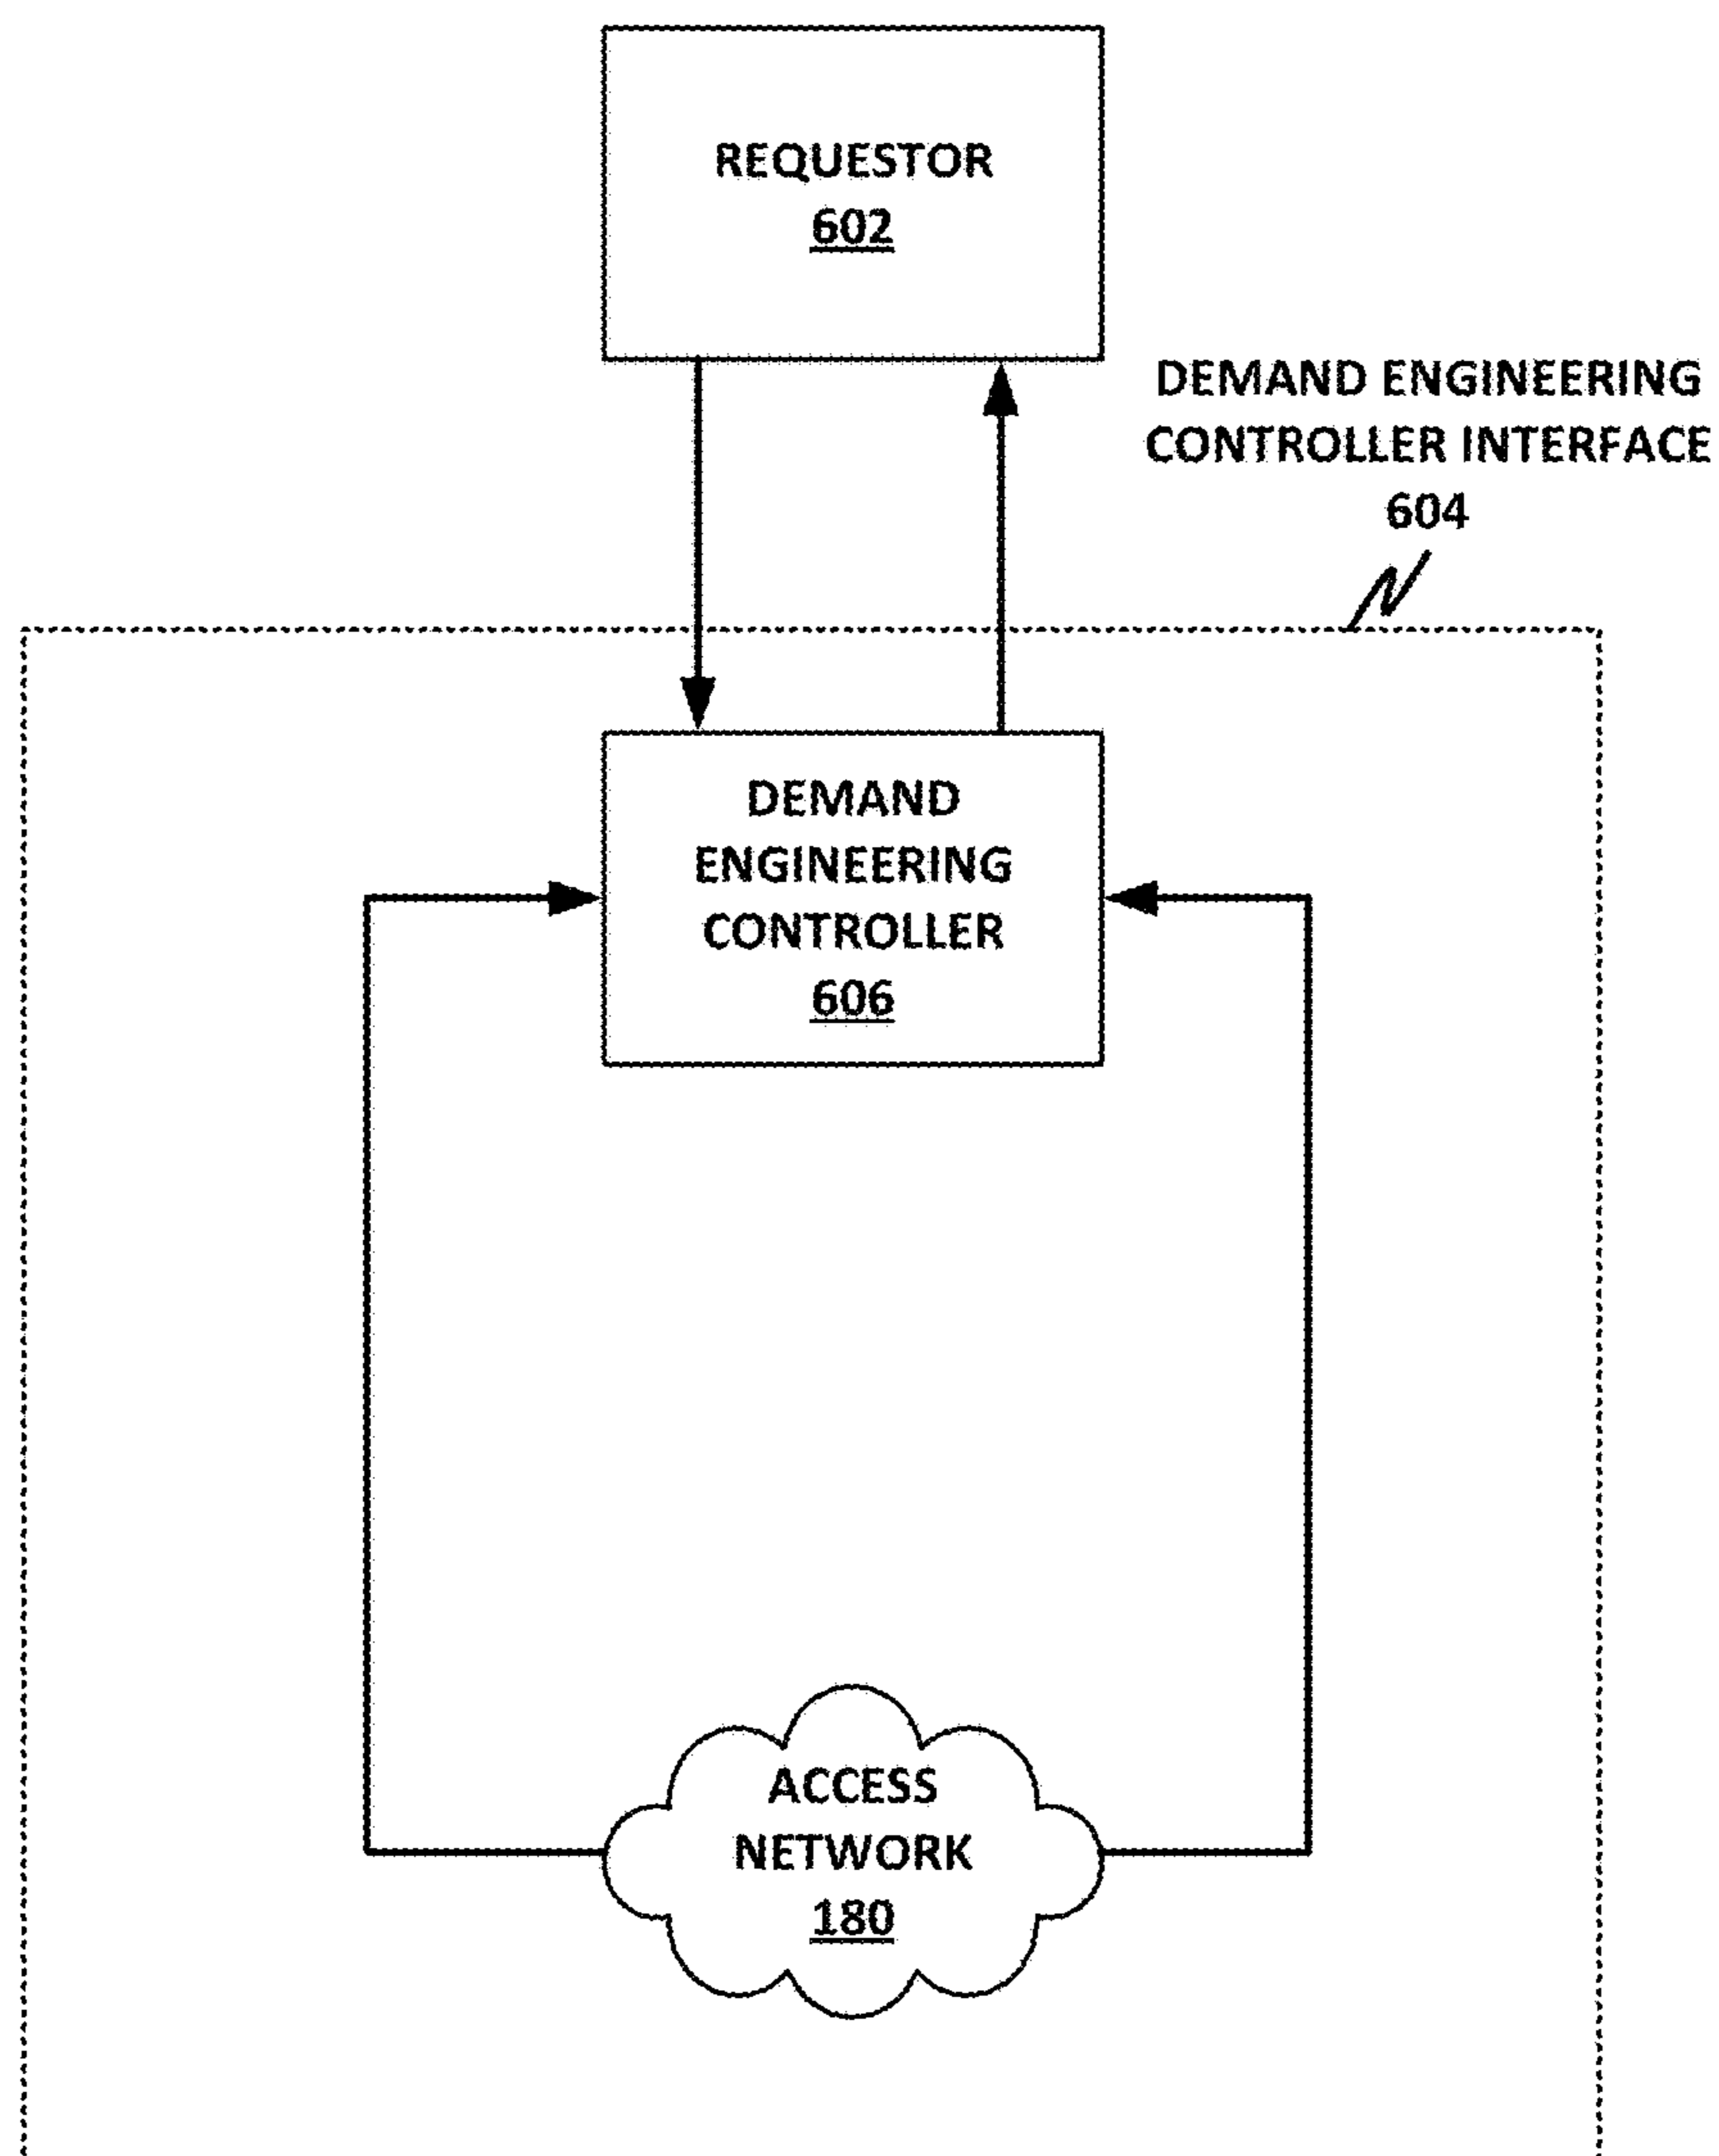 REQUESTOR
602
DEMAND ENGINEERING
CONTROLLER INTERFACE
604
DEMAND
ENGINEERING
CONTROLLER
606
ACCESS
NETWORK
180